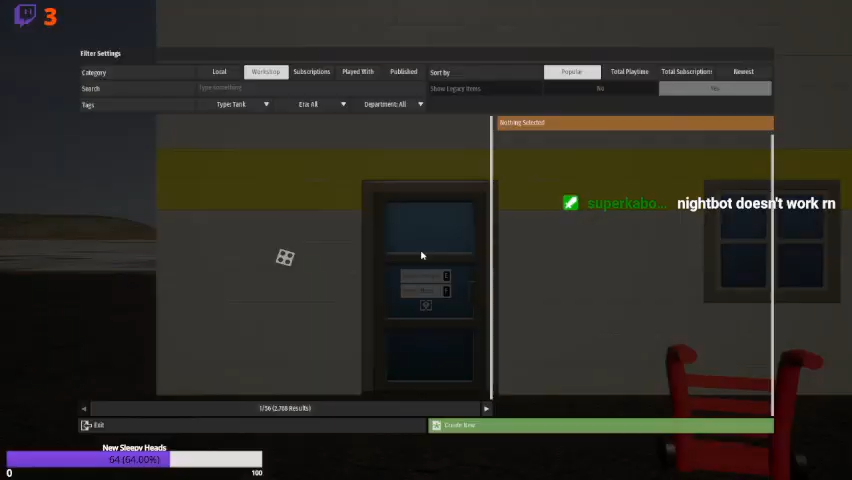 3
Filter Settings
Category Local Workshop Subscriptions Played With Published
Search Type something
Tags Type: Tank Era: All Department: All
Sort by Popular Total Playtime Total Subscriptions Newest
Show Legacy Items No Yes
Nothing Selected
superkabo... nightbot doesn't work rn
E
F
1/56 (2,768 Results)
Exit
Create New
New Sleepy Heads
64 (64.00%)
0 100